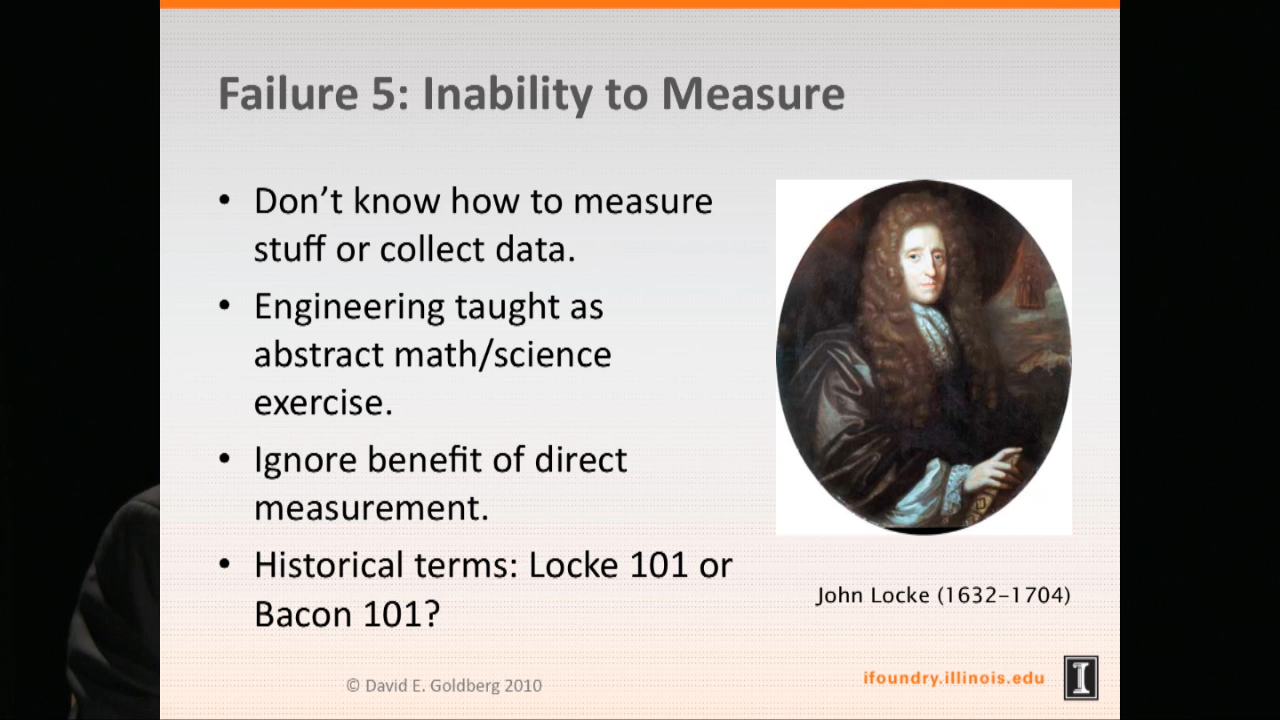 Failure 5: Inability to Measure
• Don’t know how to measure
stuff or collect data.
• Engineering taught as
abstract math/science
exercise.
• Ignore benefit of direct
measurement.
• Historical terms: Locke 101 or
Bacon 101?
John Locke (1632–1704)
© David E. Goldberg 2010
ifoundry.illinois.edu
I